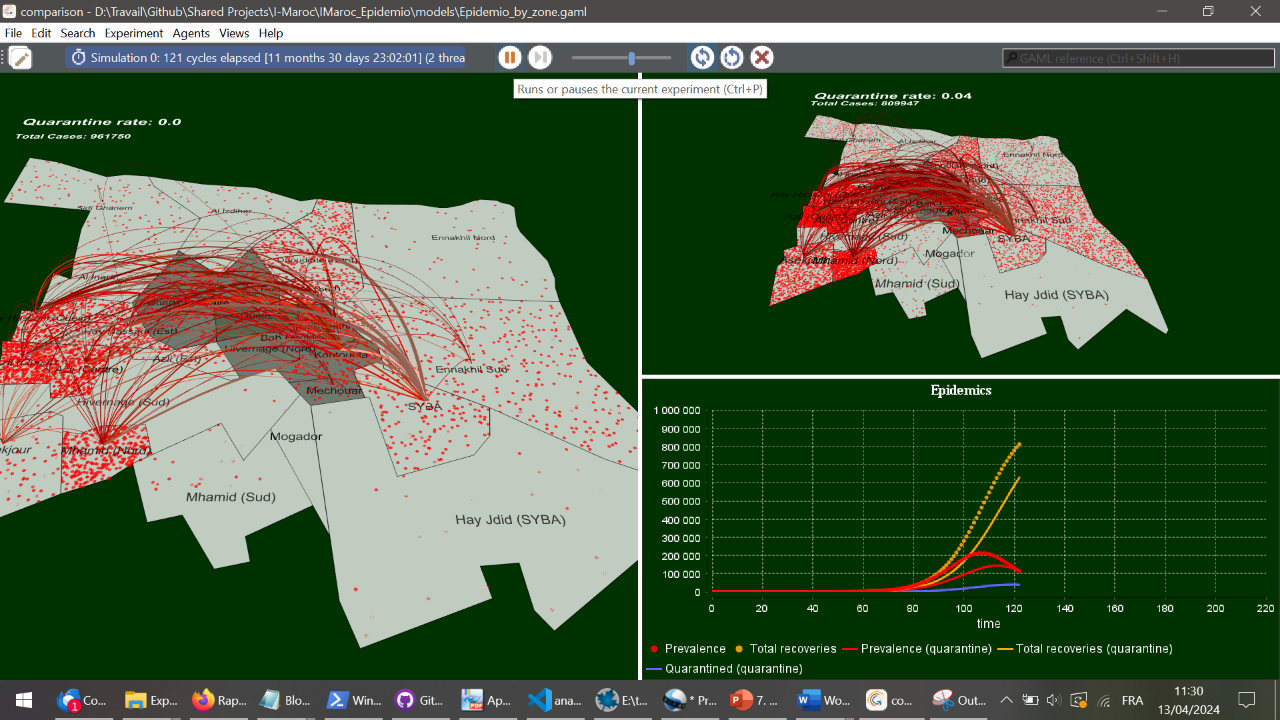 comparison - D:\Travail\Github\Shared Projects\I-Maroc\IMaroc_Epidemio\models\Epidemio_by_zone.gaml
File Edit Search Experiment Agents Views Help
Simulation 0: 121 cycles elapsed [11 months 30 days 23:02:01] (2 threa
GAML reference (Ctrl+Shift+H)
Runs or pauses the current experiment (Ctrl+P)
Quarantine rate: 0.0
Total Cases: 961750
Sidi Ghanem
Al Izdihar
Ennakhil Nord
Azli (Est)
Hivernage (Nord)
Ennakhil Sud
Mechouar
Hivernage (Sud)
SYBA
Mogador
Mhamid (Nord)
Mhamid (Sud)
Hay Jdid (SYBA)
Quarantine rate: 0.04
Total Cases: 809947
Al Izdihar
Ennakhil Nord
Ennakhil Sud
Mechouar
SYBA
Mogador
Mhamid (Nord)
Mhamid (Sud)
Hay Jdid (SYBA)
Epidemics
1 000 000
900 000
800 000
700 000
600 000
500 000
400 000
300 000
200 000
100 000
0
0 20 40 60 80 100 120 140 160 180 200 220
time
Prevalence Total recoveries Prevalence (quarantine) Total recoveries (quarantine)
Quarantined (quarantine)
1 Co... Exp... Rap... Blo... Win... Git... Ap... ana... E:\t... * Pr... 7. ... Wo... co... Out... FRA 11:30
13/04/2024